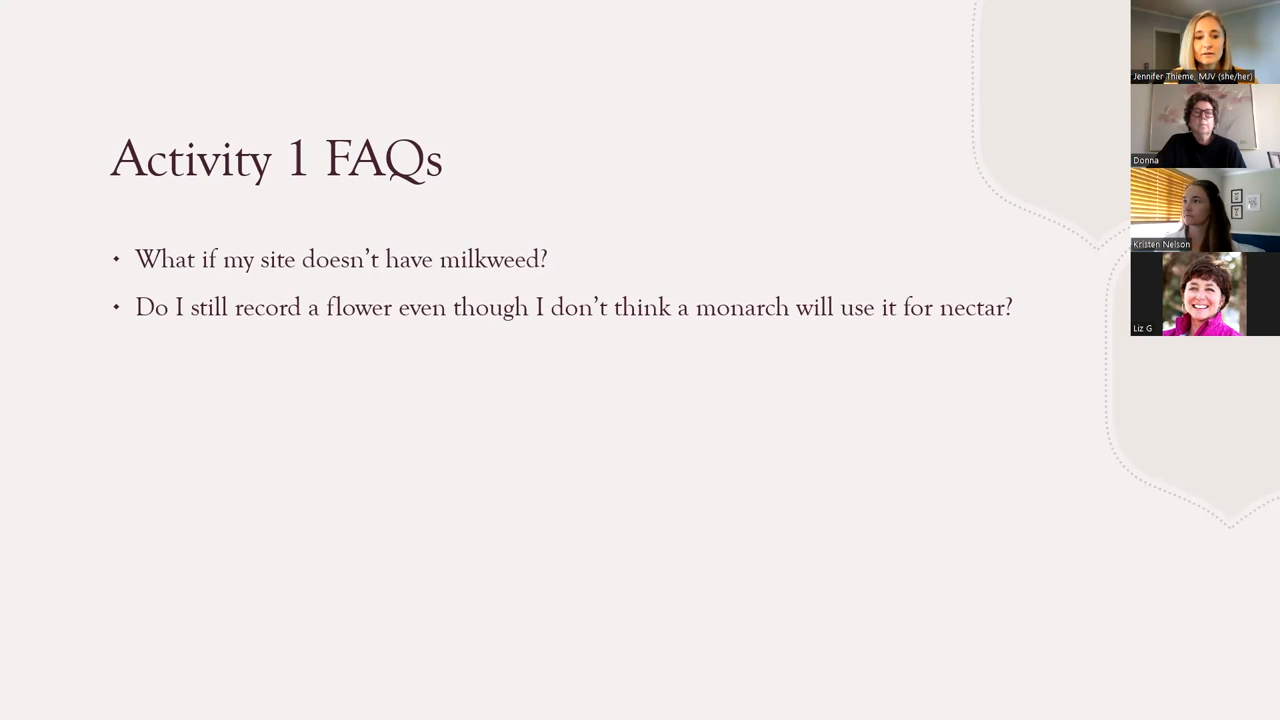 Activity 1 FAQs
What if my site doesn't have milkweed?
Do I still record a flower even though I don't think a monarch will use it for nectar?
Jennifer Thieme, MJV (she/her)
Donna
Kristen Nelson
Liz G